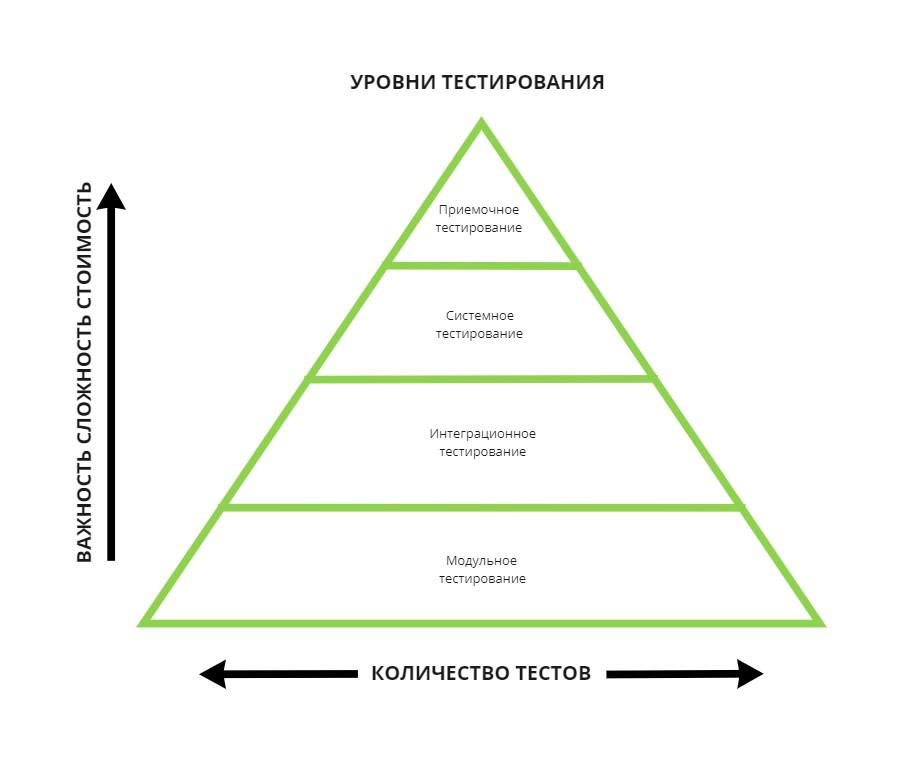 УРОВНИ ТЕСТИРОВАНИЯ
ВАЖНОСТЬ СЛОЖНОСТЬ СТОИМОСТЬ
Приемочное
тестирование
Системное
тестирование
Интеграционное
тестирование
Модульное
тестирование
КОЛИЧЕСТВО ТЕСТОВ